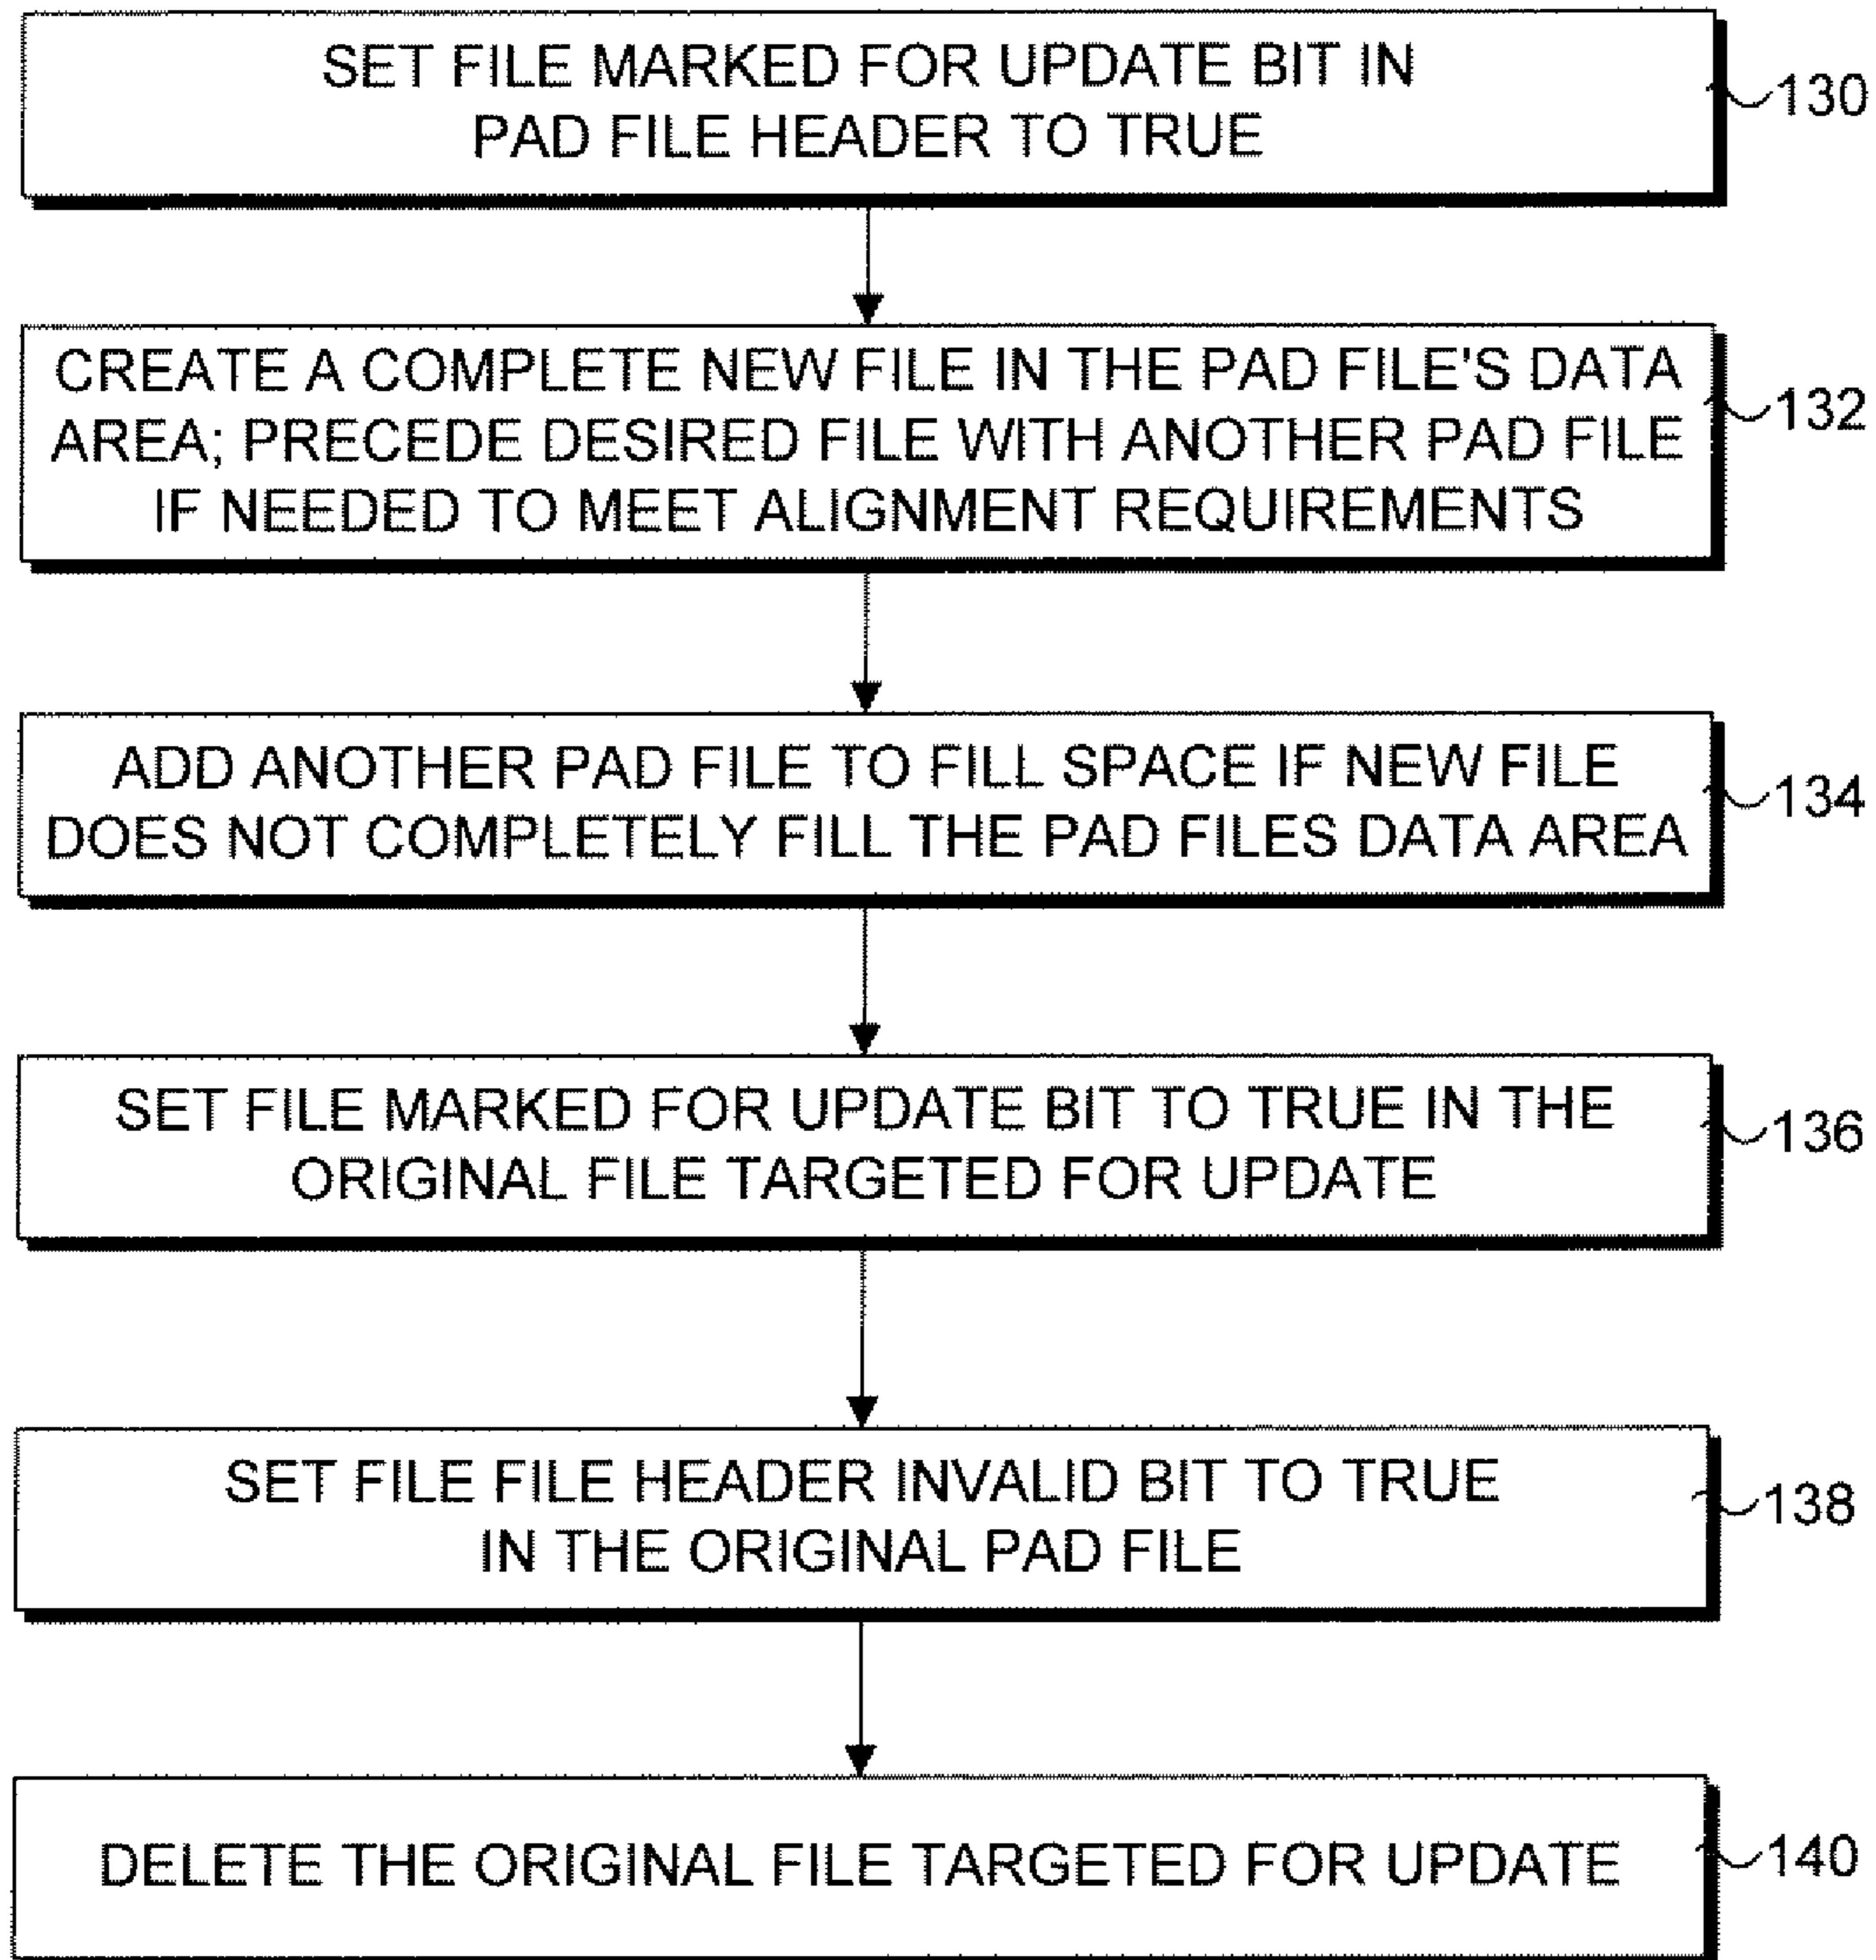 SET FILE MARKED FOR UPDATE BIT IN
PAD FILE HEADER TO TRUE
130
CREATE A COMPLETE NEW FILE IN THE PAD FILE'S DATA
AREA; PRECEDE DESIRED FILE WITH ANOTHER PAD FILE
IF NEEDED TO MEET ALIGNMENT REQUIREMENTS
132
ADD ANOTHER PAD FILE TO FILL SPACE IF NEW FILE
DOES NOT COMPLETELY FILL THE PAD FILES DATA AREA
134
SET FILE MARKED FOR UPDATE BIT TO TRUE IN THE
ORIGINAL FILE TARGETED FOR UPDATE
136
SET FILE FILE HEADER INVALID BIT TO TRUE
IN THE ORIGINAL PAD FILE
138
DELETE THE ORIGINAL FILE TARGETED FOR UPDATE
140